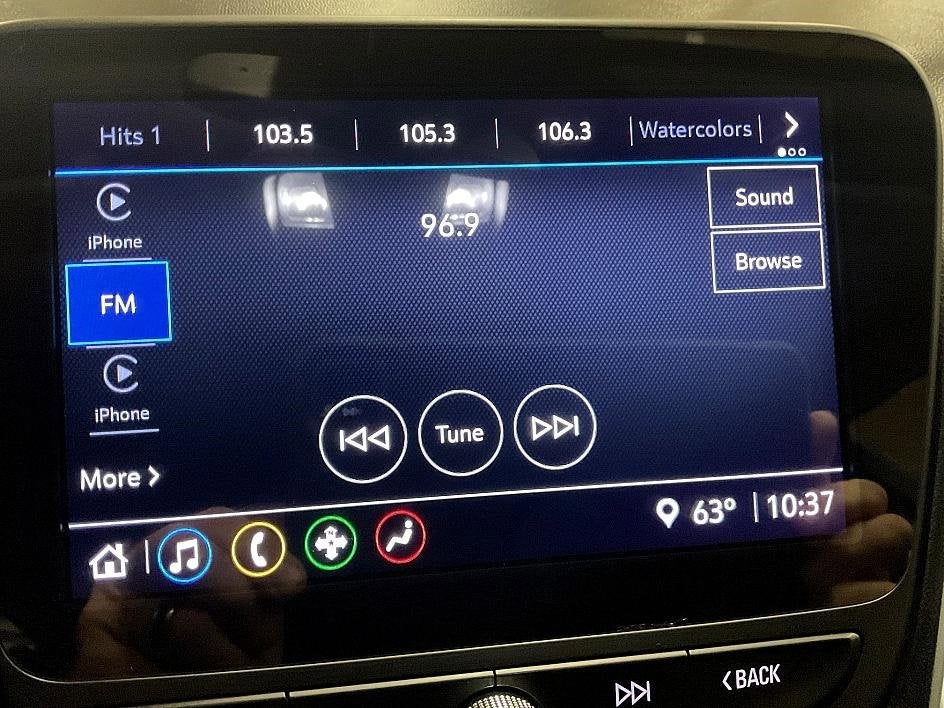 Hits 1 103.5 105.3 106.3 Watercolors
iPhone
96.9
Sound
Browse
FM
iPhone
Tune
More
63° 10:37
BACK